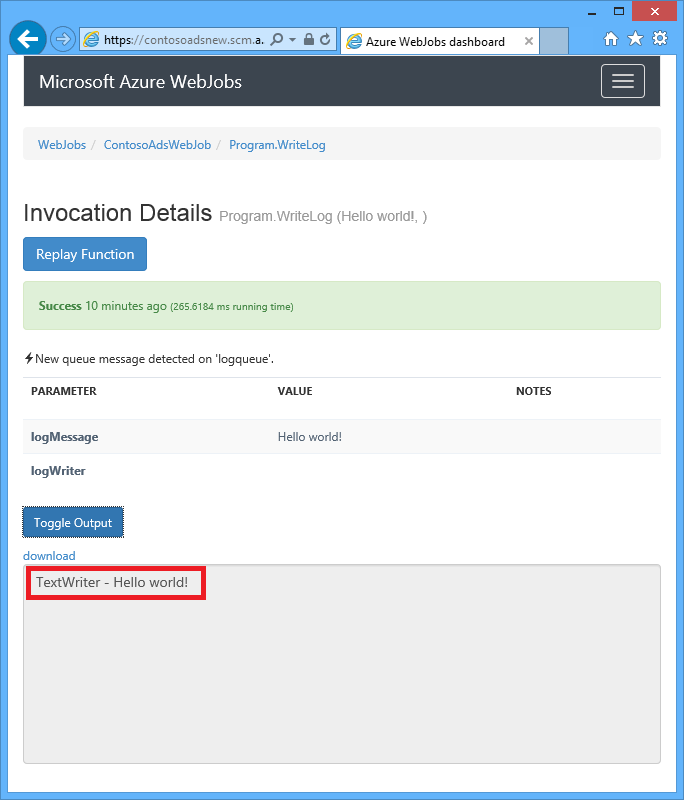 https://contosoadsnew.scm.a.
Azure WebJobs dashboard
Microsoft Azure WebJobs
WebJobs / ContosoAdsWebJob / Program.WriteLog
Invocation Details Program.WriteLog (Hello world!, )
Replay Function
Success 10 minutes ago (265.6184 ms running time)
New queue message detected on 'logqueue'.
PARAMETER VALUE NOTES
logMessage Hello world!
logWriter
Toggle Output
download
TextWriter - Hello world!